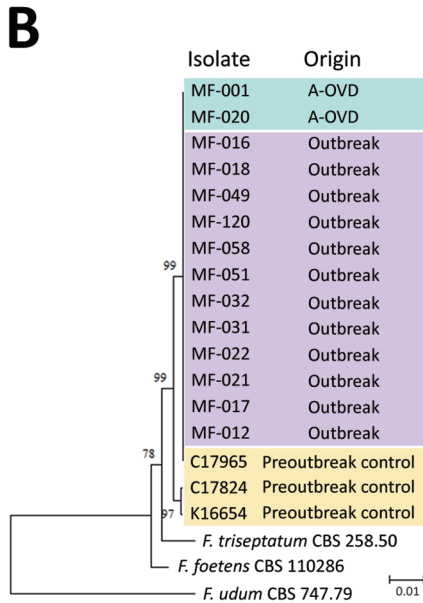 B
Isolate Origin
MF-001 A-OVD
MF-020 A-OVD
MF-016 Outbreak
MF-018 Outbreak
MF-049 Outbreak
MF-120 Outbreak
MF-058 Outbreak
MF-051 Outbreak
99
MF-032 Outbreak
MF-031 Outbreak
MF-022 Outbreak
MF-021 Outbreak
99
MF-017 Outbreak
MF-012 Outbreak
78
C17965 Preoutbreak control
C17824 Preoutbreak control
97
K16654 Preoutbreak control
F. triseptatum CBS 258.50
F. foetens CBS 110286
F. udum CBS 747.79
0.01